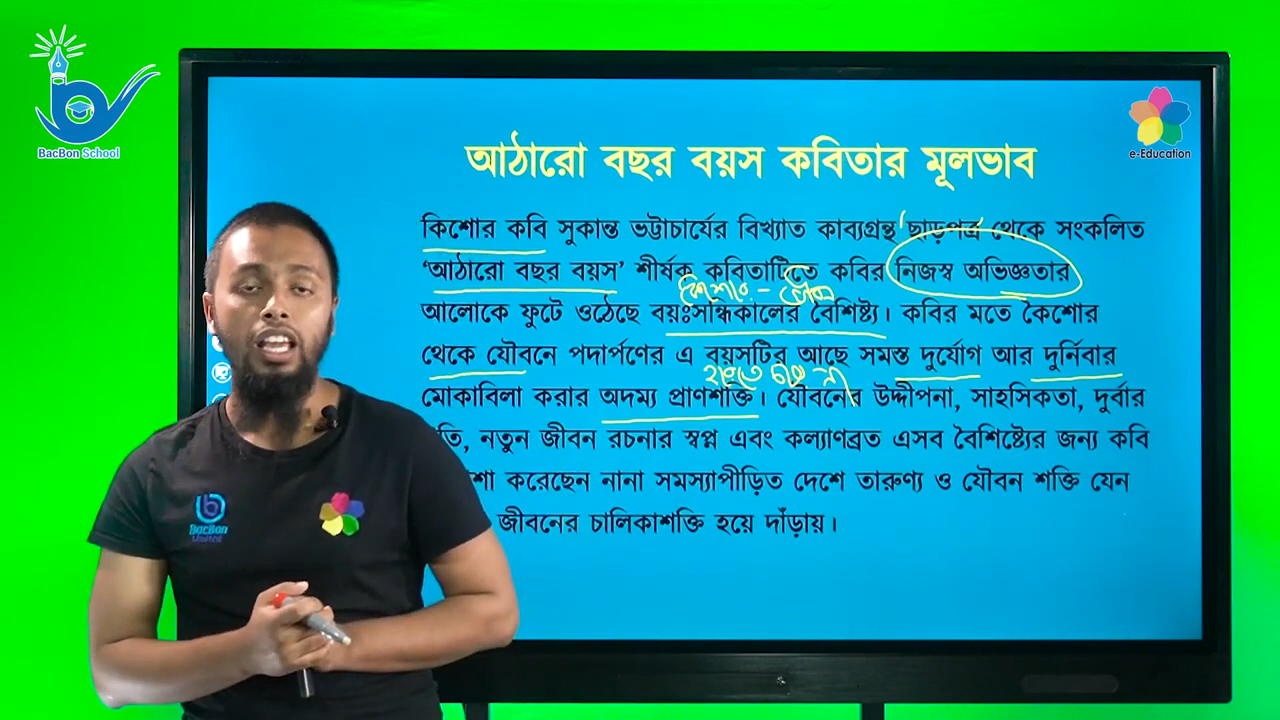 BacBon School
e-Education
আঠারো বছর বয়স কবিতার মূলভাব
কিশোর কবি সুকান্ত ভট্টাচার্যের বিখ্যাত কাব্যগ্রন্থ ছাড়পত্র থেকে সংকলিত
‘আঠারো বছর বয়স’ শীর্ষক কবিতাটিতে কবির নিজস্ব অভিজ্ঞতার
আলোকে ফুটে ওঠেছে বয়ঃসন্ধিকালের বৈশিষ্ট্য। কবির মতে কৈশোর
থেকে যৌবনে পদার্পণের এ বয়সটির আছে সমস্ত দুর্যোগ আর দুর্নিবার
মোকাবিলা করার অদম্য প্রাণশক্তি। যৌবনের উদ্দীপনা, সাহসিকতা, দুর্বার
নতুন জীবন রচনার স্বপ্ন এবং কল্যাণব্রত এসব বৈশিষ্ট্যের জন্য কবি
করেছেন নানা সমস্যাপীড়িত দেশে তারুণ্য ও যৌবন শক্তি যেন
জীবনের চালিকাশক্তি হয়ে দাঁড়ায়।
BacBon
Limited